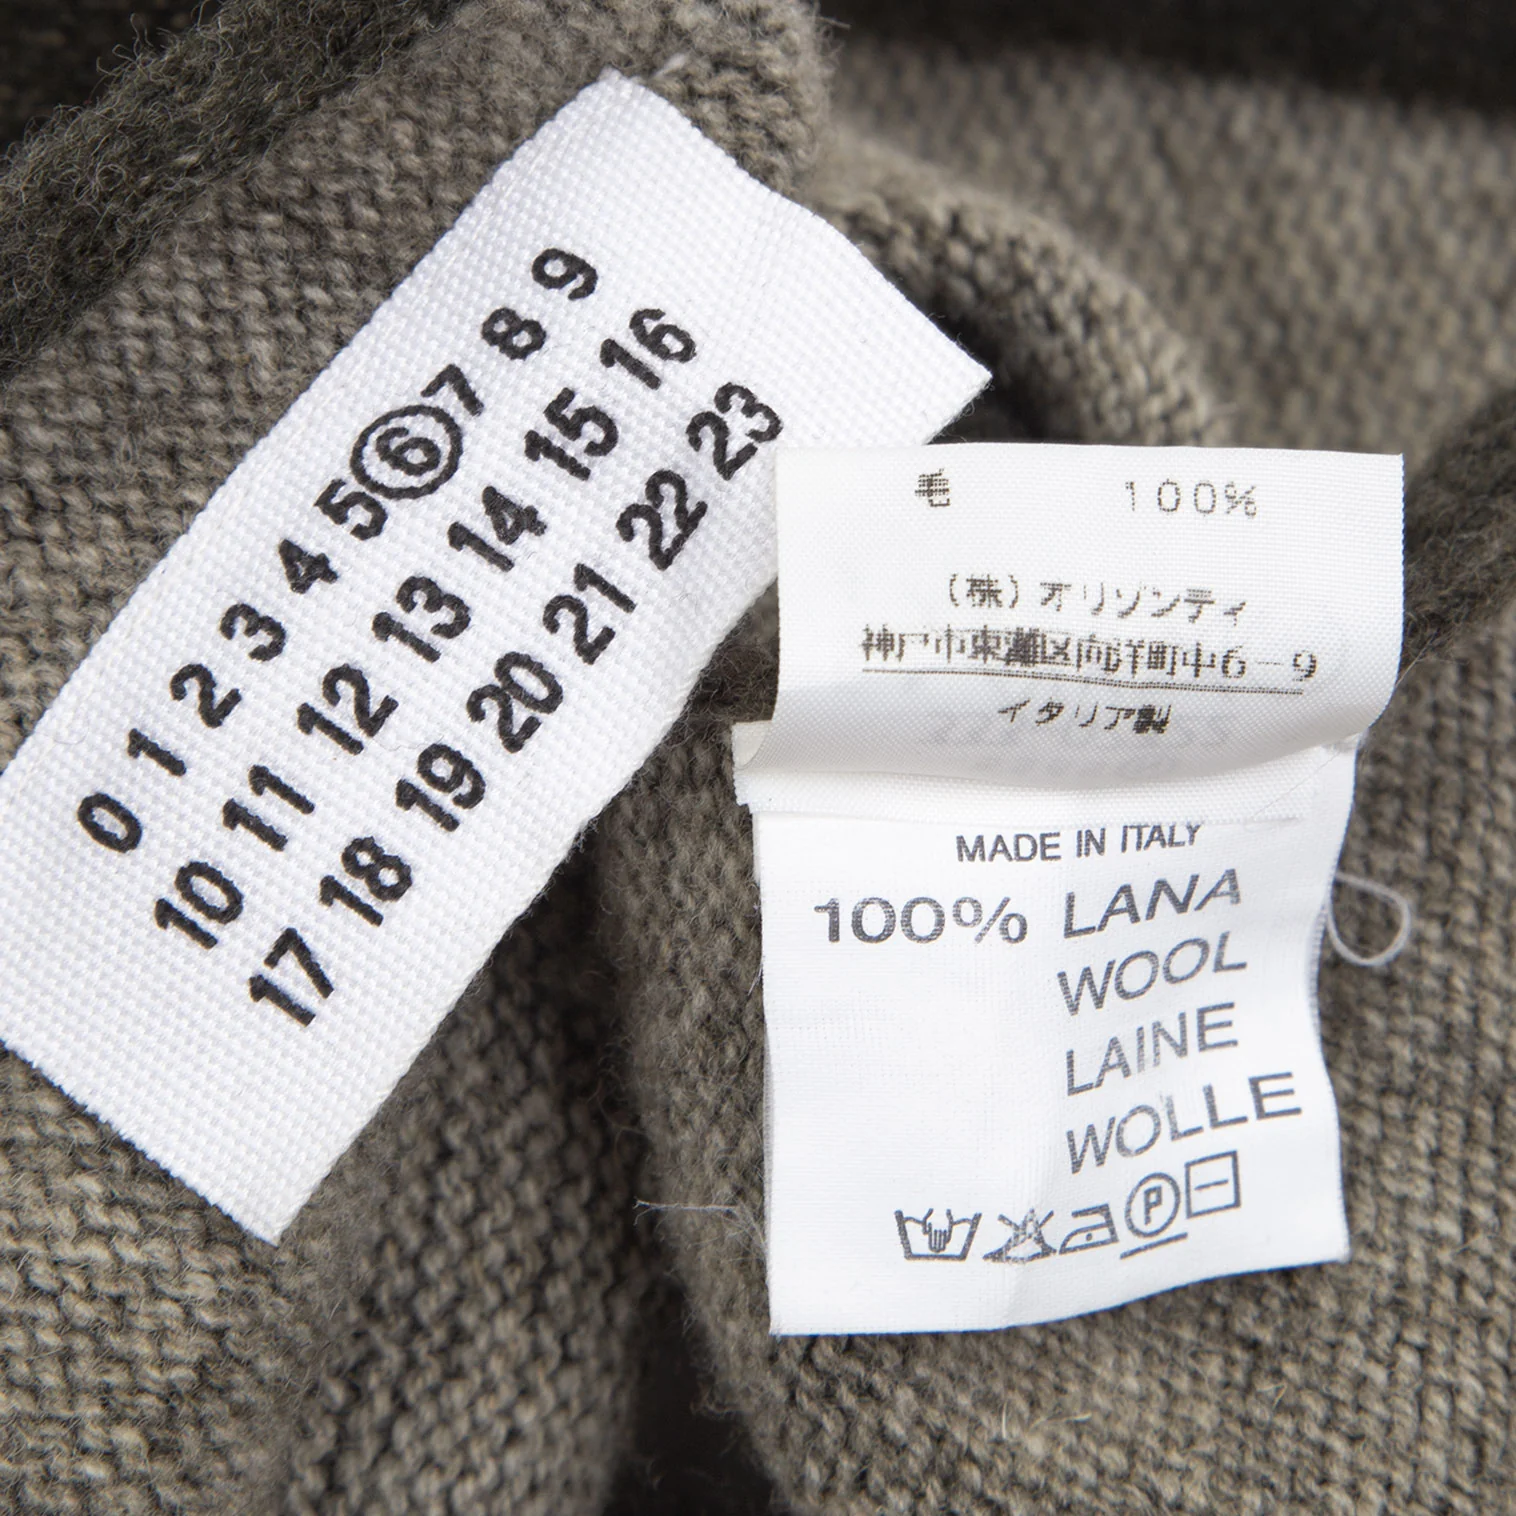 0 1 2 3 4 5 6 7 8 9
10 11 12 13 14 15 16
17 18 19 20 21 22 23
毛 100%
(株)オリゾンティ
神戸市東灘区向洋町中6-9
イタリア製
MADE IN ITALY
100% LANA
WOOL
LAINE
WOLLE
P